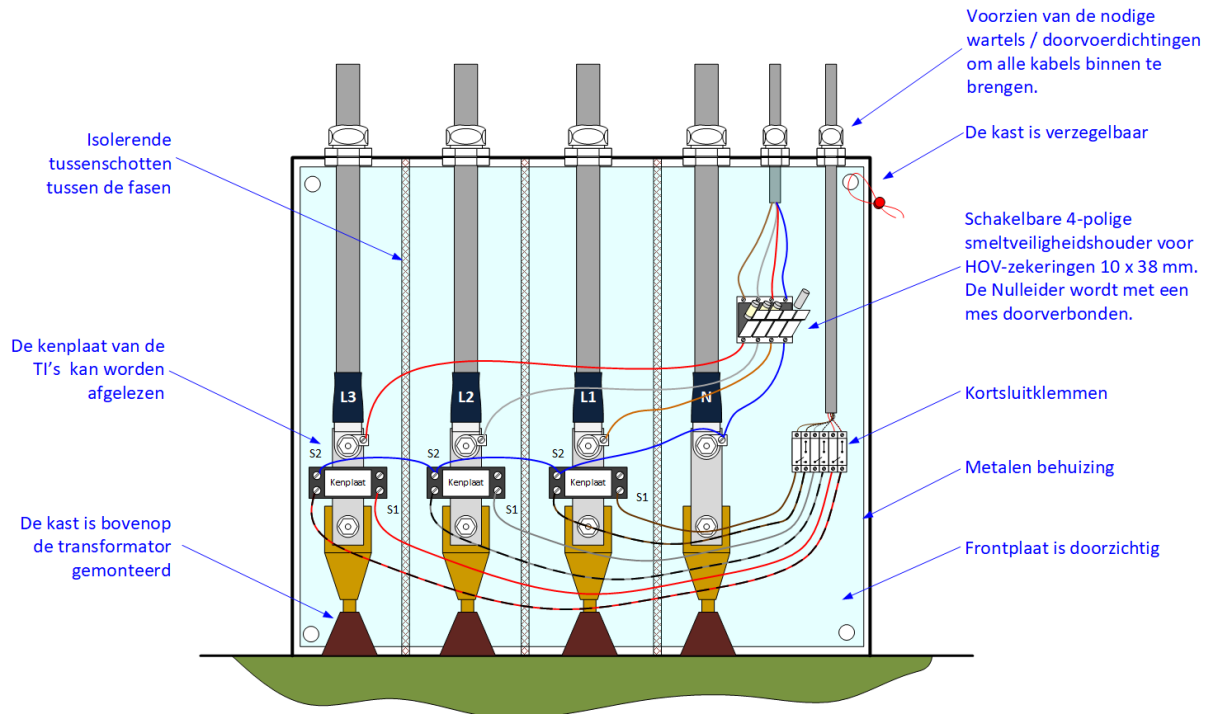 Voorzien van de nodige
wartels / doorvoerdichtingen
om alle kabels binnen te
brengen.
De kast is verzegelbaar
Isolerende
tussenschotten
tussen de fasen
Schakelbare 4-polige
smeltveiligheidshouder voor
HOV-zekeringen 10 x 38 mm.
De Nulleider wordt met een
mes doorverbonden.
De kenplaat van de
TI's kan worden
afgelezen
L3
L2
L1
N
Kortsluitklemmen
S2
S2
S2
Kenplaat
Kenplaat
Kenplaat
S1
S1
S1
Metalen behuizing
De kast is bovenop
de transformator
gemonteerd
Frontplaat is doorzichtig